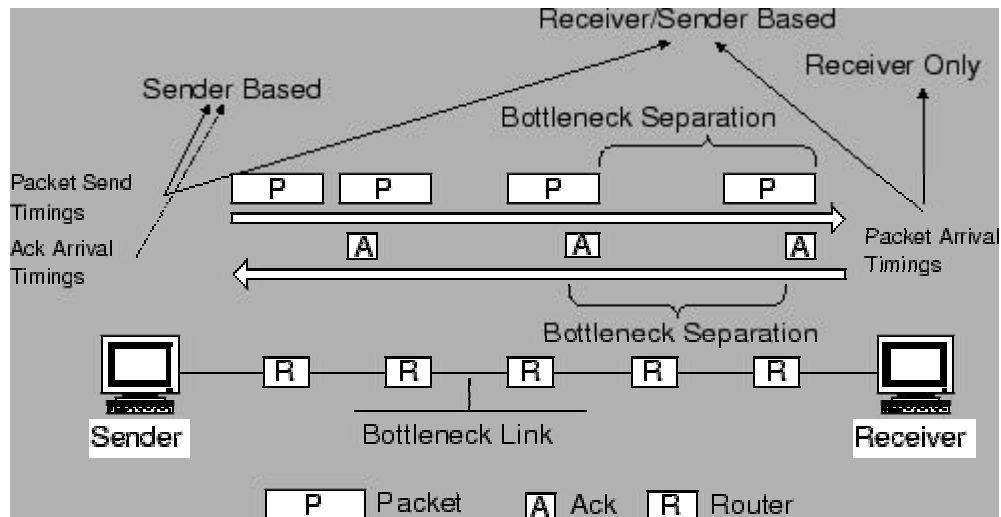 Receiver/Sender Based
Receiver Only
Sender Based
Bottleneck Separation
Packet Send
Timings
P P P P
Ack Arrival
Timings
A A A
Packet Arrival
Timings
Bottleneck Separation
R R R R R
Sender
Bottleneck Link
Receiver
P Packet A Ack R Router